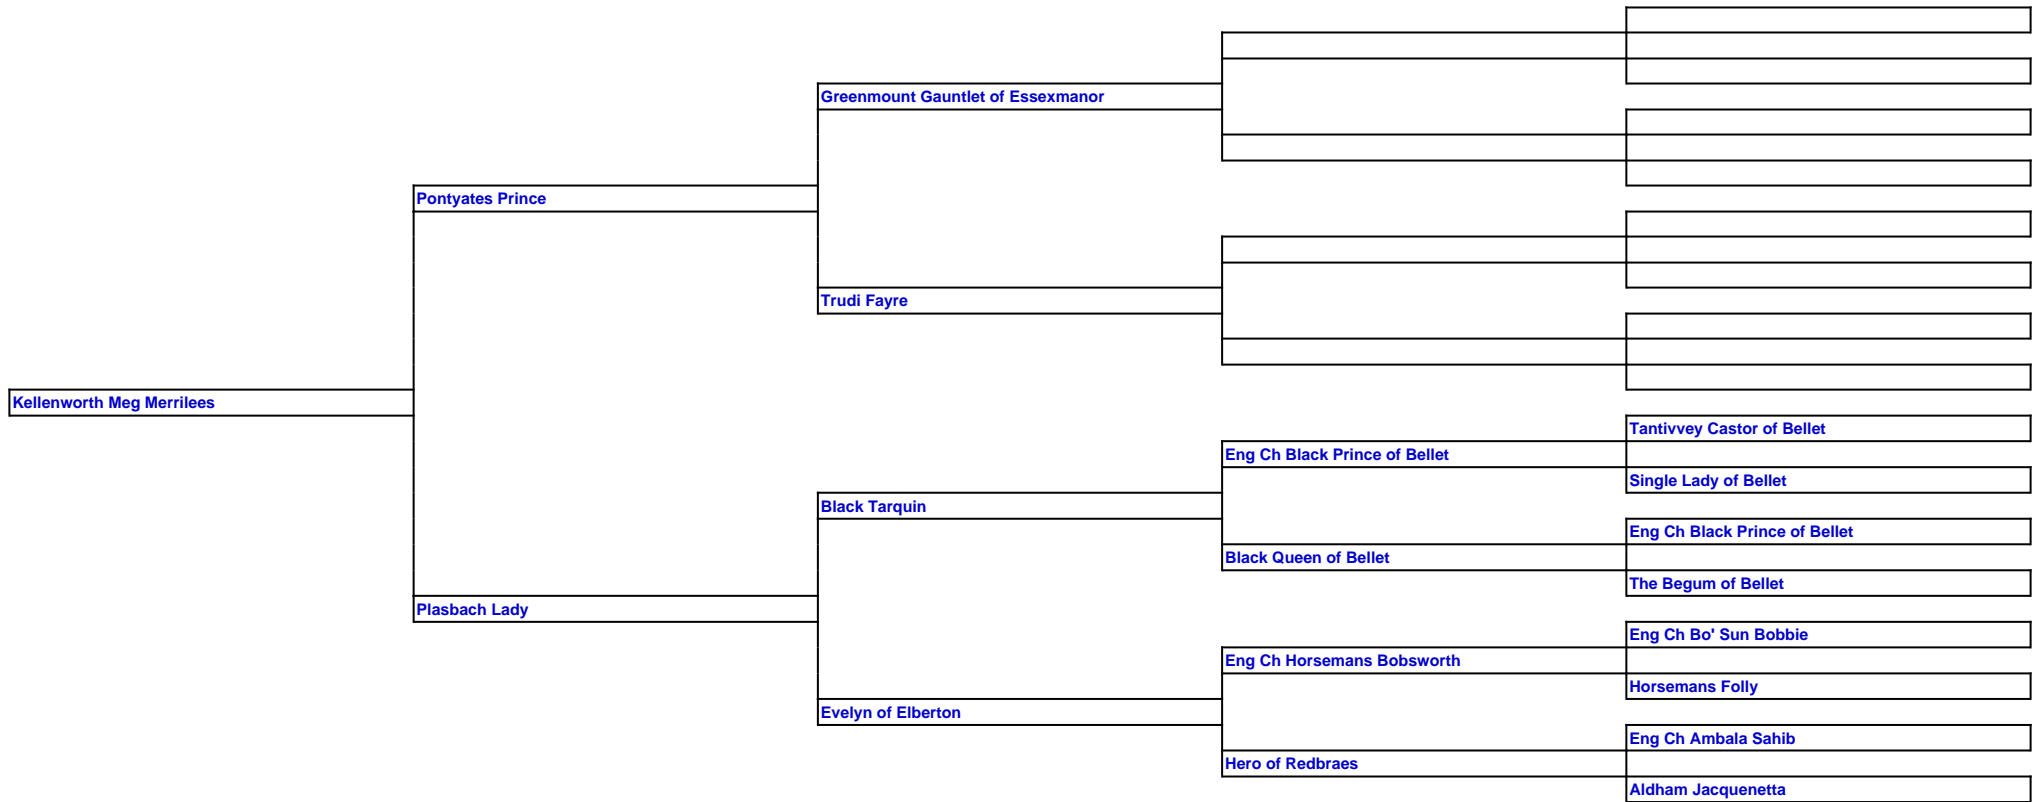 Greenmount Gauntlet of Essexmanor
Pontyates Prince
Trudi Fayre
Kellenworth Meg Merrilees
Tantivvey Castor of Bellet
Eng Ch Black Prince of Bellet
Single Lady of Bellet
Black Tarquin
Eng Ch Black Prince of Bellet
Black Queen of Bellet
The Begum of Bellet
Plasbach Lady
Eng Ch Bo' Sun Bobbie
Eng Ch Horsemans Bobsworth
Horsemans Folly
Evelyn of Elberton
Eng Ch Ambala Sahib
Hero of Redbraes
Aldham Jacquenetta